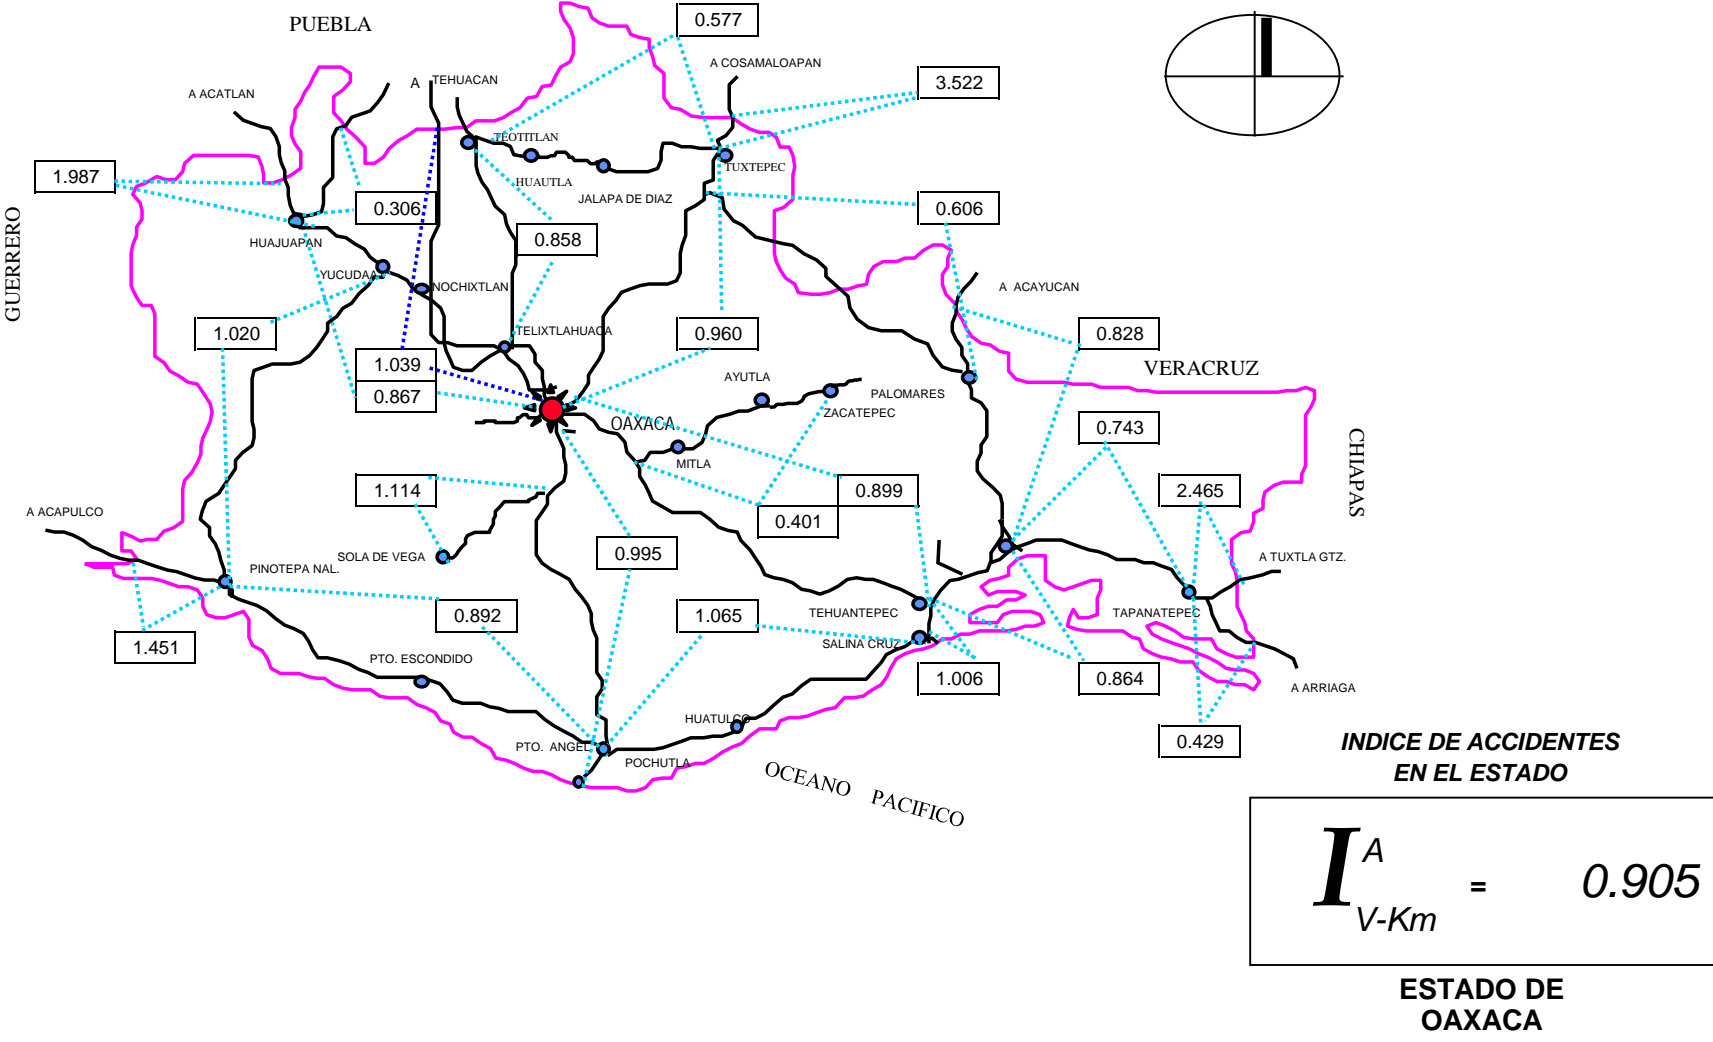 PUEBLA
0.577
A COSAMALOAPAN
A TEHUACAN
3.522
A ACATLAN
TEOTITLAN
1.987
HUAUTLA
TUXTEPEC
JALAPA DE DIAZ
0.306
0.606
GUERRERO
HUAJUAPAN
0.858
YUCUDAA
NOCHIXTLAN
A ACAYUCAN
1.020
TELIXTLAHUACA
0.960
0.828
1.039
VERACRUZ
0.867
AYUTLA
PALOMARES
ZACATEPEC
OAXACA
0.743
MITLA
CHIAPAS
1.114
0.899
2.465
A ACAPULCO
0.401
SOLA DE VEGA
0.995
A TUXTLA GTZ.
PINOTEPA NAL.
0.892
1.065
TEHUANTEPEC
TAPANATEPEC
1.451
SALINA CRUZ
PTO. ESCONDIDO
1.006
0.864
A ARRIAGA
HUATULCO
0.429
PTO. ANGEL
POCHUTLA
OCEANO PACIFICO
INDICE DE ACCIDENTES
EN EL ESTADO
I A V-Km = 0.905
ESTADO DE
OAXACA